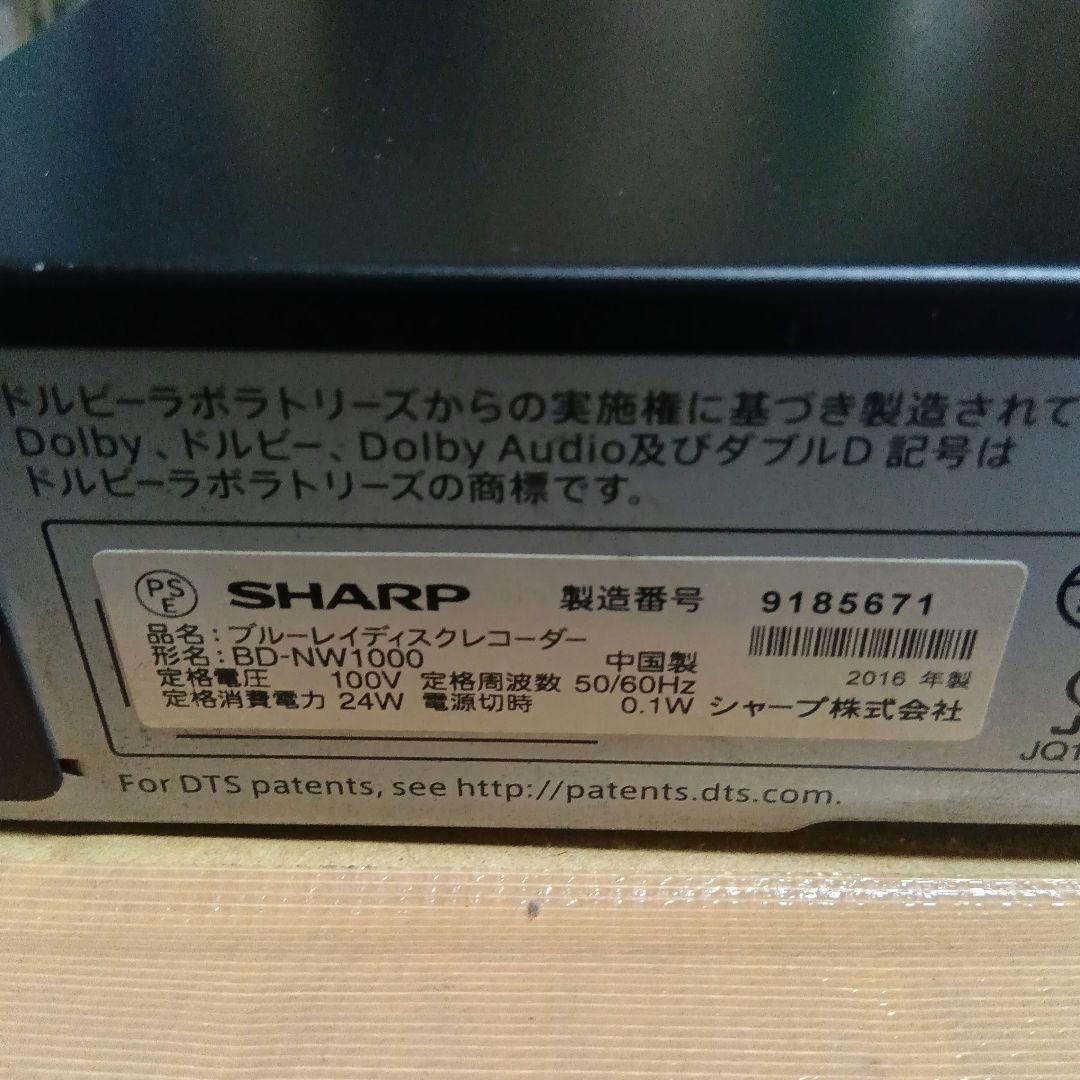 ドルビーラボラトリーズからの実施権に基づき製造されて
Dolby、ドルビー、Dolby Audio及びダブルD 記号は
ドルビーラボラトリーズの商標です。
PS E SHARP 製造番号 9185671
品名：ブルーレイディスクレコーダー
形名：BD-NW1000 中国製
定格電圧 100V 定格周波数 50/60Hz 2016 年製
定格消費電力 24W 電源切時 0.1W シャープ株式会社
For DTS patents, see http://patents.dts.com.